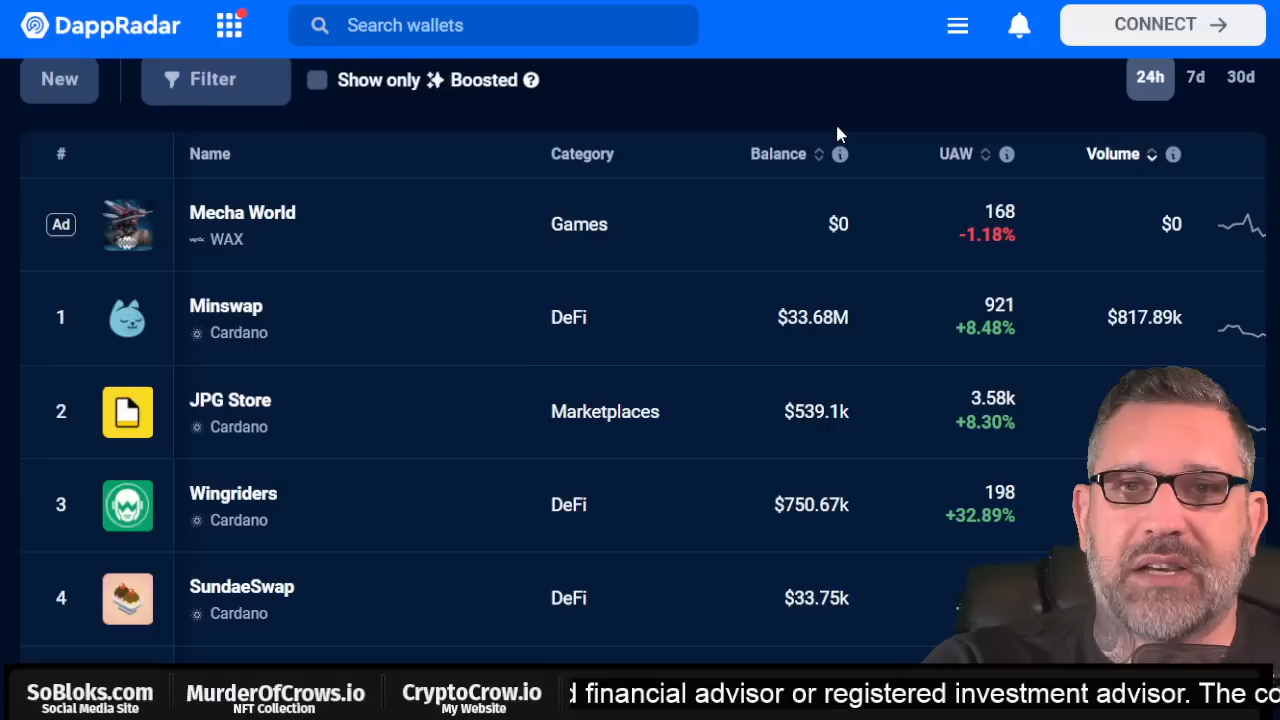 DappRadar
Search wallets
CONNECT →
New
Filter
Show only Boosted
24h 7d 30d
# Name Category Balance UAW Volume
Ad Mecha World Games $0 168 $0
WAX -1.18%
1 Minswap DeFi $33.68M 921 $817.89k
Cardano +8.48%
2 JPG Store Marketplaces $539.1k 3.58k
Cardano +8.30%
3 Wingriders DeFi $750.67k 198
Cardano +32.89%
4 SundaeSwap DeFi $33.75k
Cardano
SoBloks.com MurderOfCrows.io CryptoCrow.io
Social Media Site NFT Collection My Website
financial advisor or registered investment advisor. The